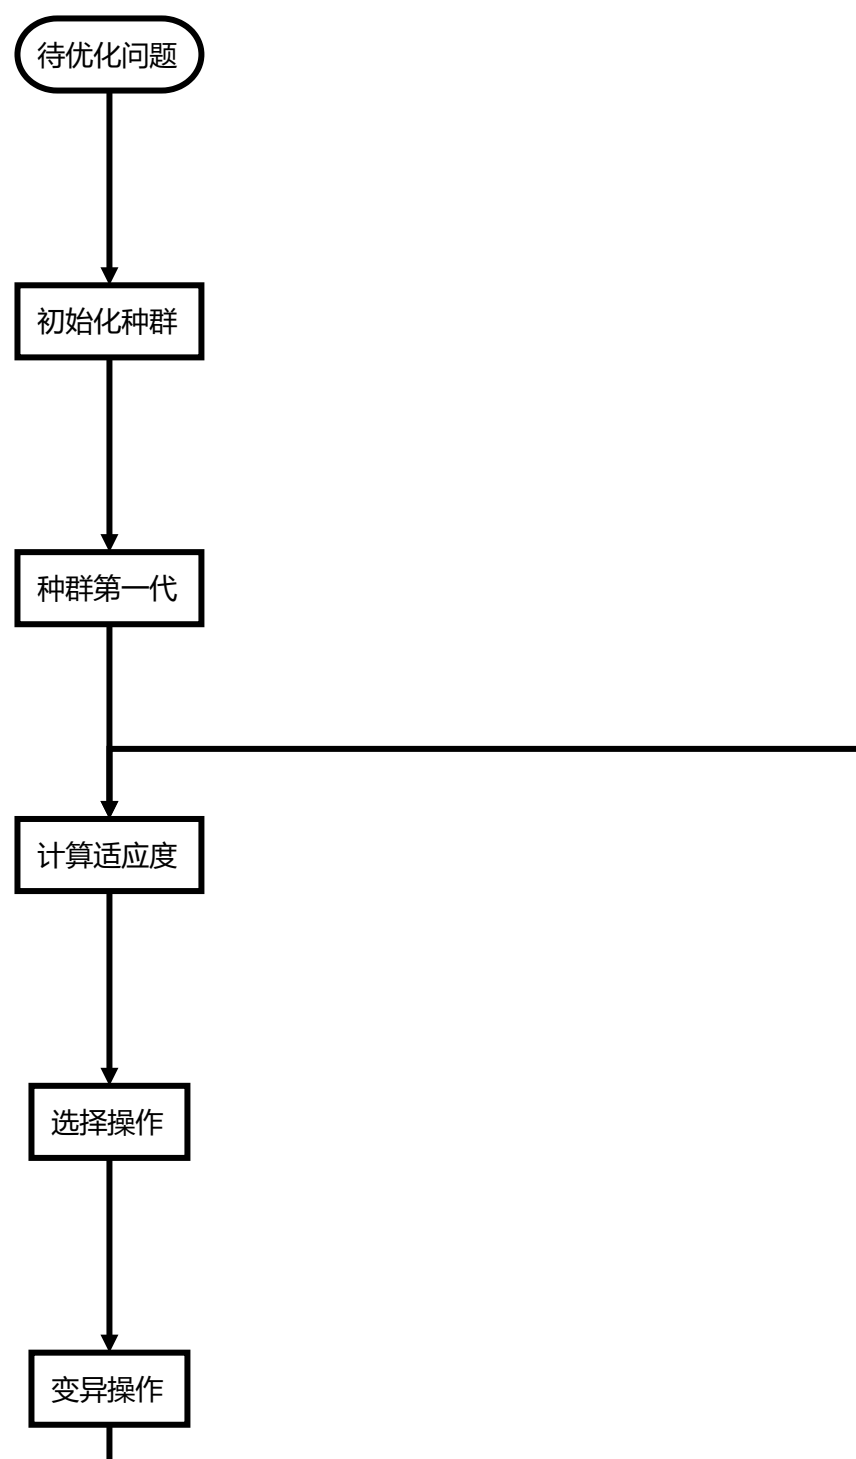 待优化问题
初始化种群
种群第一代
计算适应度
选择操作
变异操作